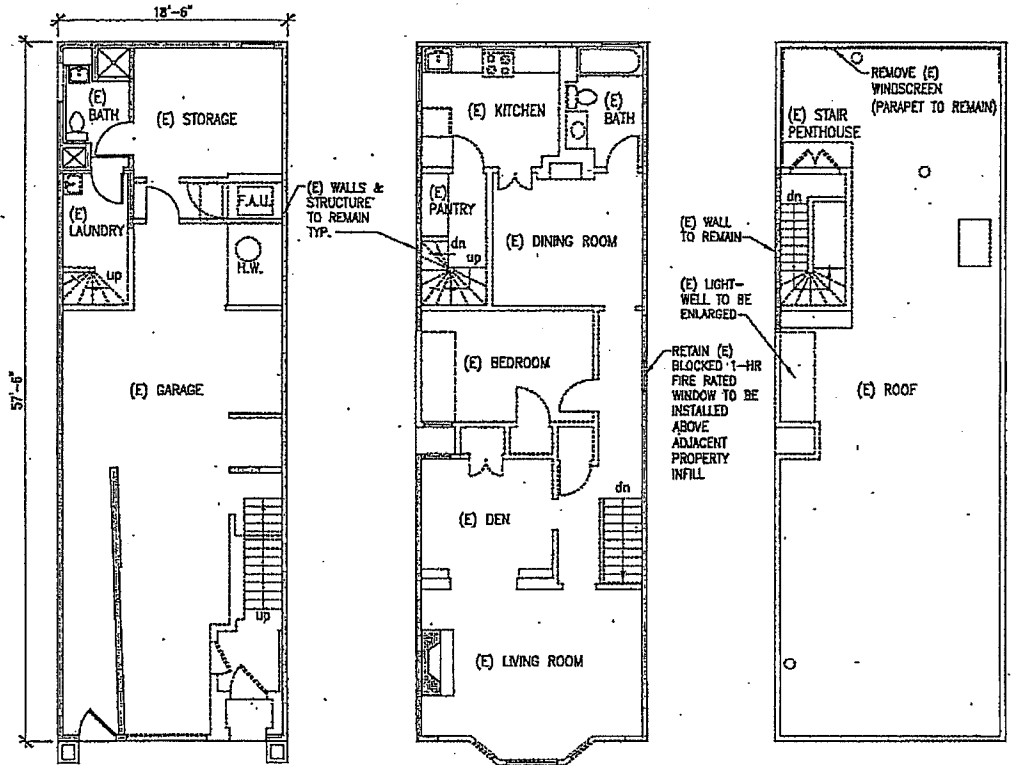 18'-6"
57'-6"
(E)
BATH
(E) STORAGE
(E)
LAUNDRY
up
F.A.U.
H.W.
(E) GARAGE
up
(E) WALLS &
STRUCTURE
TO REMAIN
TYP.
(E) KITCHEN
(E)
BATH
(E)
PANTRY
dn
up
(E) DINING ROOM
(E) BEDROOM
(E) DEN
dn
(E) LIVING ROOM
RETAIN (E)
BLOCKED 1-HR
FIRE RATED
WINDOW TO BE
INSTALLED
ABOVE
ADJACENT
PROPERTY
INFILL
REMOVE (E)
WINDSCREEN
(PARAPET TO REMAIN)
(E) STAIR
PENTHOUSE
dn
(E) WALL
TO REMAIN
(E) LIGHT-
WELL TO BE
ENLARGED
(E) ROOF